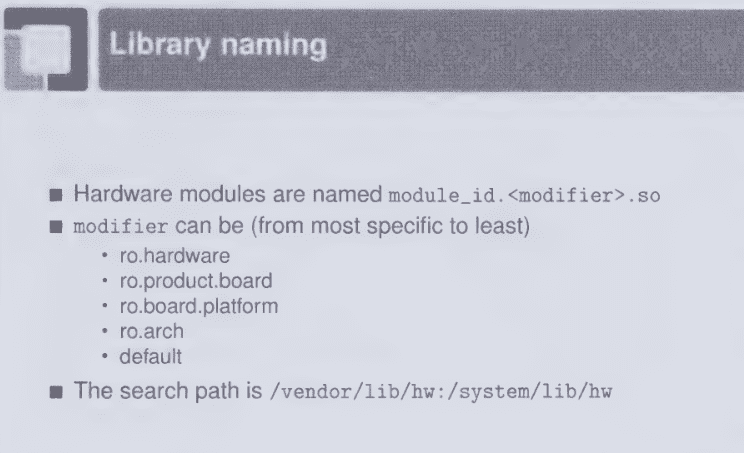 Library naming
Hardware modules are named module_id.<modifier>.so
modifier can be (from most specific to least)
ro.hardware
ro.product.board
ro.board.platform
ro.arch
default
The search path is /vendor/lib/hw:/system/lib/hw